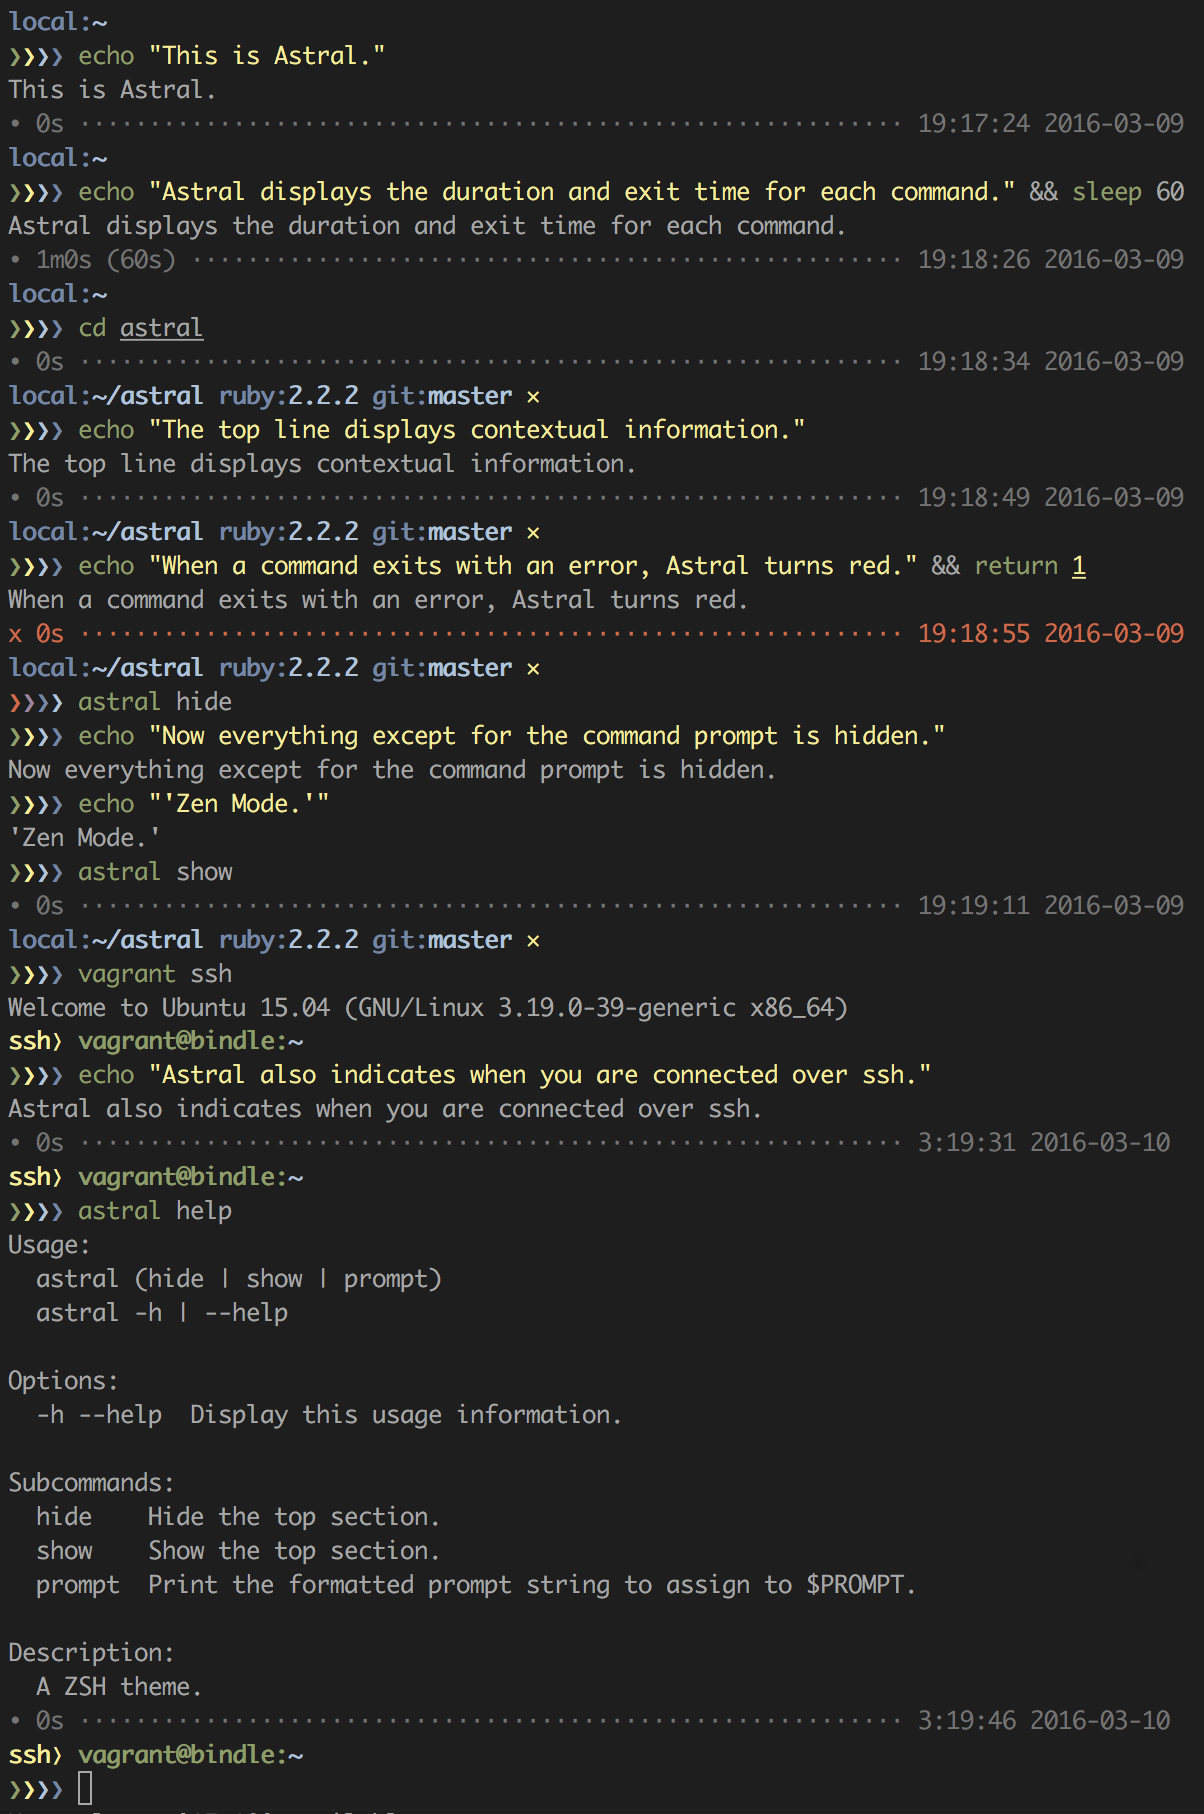 local:~
❯❯❯❯ echo "This is Astral."
This is Astral.
• 0s ··························································· 19:17:24 2016-03-09
local:~
❯❯❯❯ echo "Astral displays the duration and exit time for each command." && sleep 60
Astral displays the duration and exit time for each command.
• 1m0s (60s) ··················································· 19:18:26 2016-03-09
local:~
❯❯❯❯ cd astral
• 0s ··························································· 19:18:34 2016-03-09
local:~/astral ruby:2.2.2 git:master ×
❯❯❯❯ echo "The top line displays contextual information."
The top line displays contextual information.
• 0s ··························································· 19:18:49 2016-03-09
local:~/astral ruby:2.2.2 git:master ×
❯❯❯❯ echo "When a command exits with an error, Astral turns red." && return 1
When a command exits with an error, Astral turns red.
x 0s ··························································· 19:18:55 2016-03-09
local:~/astral ruby:2.2.2 git:master ×
❯❯❯❯ astral hide
❯❯❯❯ echo "Now everything except for the command prompt is hidden."
Now everything except for the command prompt is hidden.
❯❯❯❯ echo "'Zen Mode.'"
'Zen Mode.'
❯❯❯❯ astral show
• 0s ··························································· 19:19:11 2016-03-09
local:~/astral ruby:2.2.2 git:master ×
❯❯❯❯ vagrant ssh
Welcome to Ubuntu 15.04 (GNU/Linux 3.19.0-39-generic x86_64)
ssh❭ vagrant@bindle:~
❯❯❯❯ echo "Astral also indicates when you are connected over ssh."
Astral also indicates when you are connected over ssh.
• 0s ··························································· 3:19:31 2016-03-10
ssh❭ vagrant@bindle:~
❯❯❯❯ astral help
Usage:
  astral (hide | show | prompt)
  astral -h | --help

Options:
  -h --help  Display this usage information.

Subcommands:
  hide    Hide the top section.
  show    Show the top section.
  prompt  Print the formatted prompt string to assign to $PROMPT.

Description:
  A ZSH theme.
• 0s ··························································· 3:19:46 2016-03-10
ssh❭ vagrant@bindle:~
❯❯❯❯